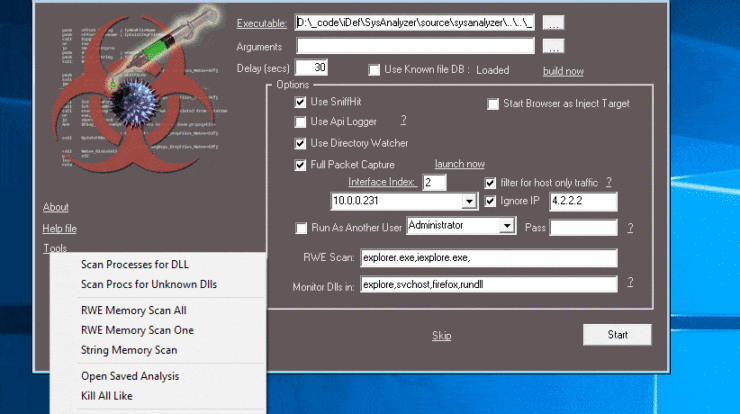 Executable: D:\_code\iDef\SysAnalyzer\source\sysanalyzer\..\..\_ ...
Arguments ...
Delay (secs) 30 Use Known file DB : Loaded build now
Options
Use SniffHit Start Browser as Inject Target
Use Api Logger ?
Use Directory Watcher
Full Packet Capture launch now
Interface Index: 2 filter for host only traffic ?
10.0.0.231 Ignore IP 4.2.2.2
Run As Another User Administrator Pass ?
RWE Scan: explorer.exe,iexplore.exe,
Monitor Dlls in: explore,svchost,firefox,rundll ?
Skip Start
About
Help file
Tools
Scan Processes for DLL
Scan Procs for Unknown Dlls
RWE Memory Scan All
RWE Memory Scan One
String Memory Scan
Open Saved Analysis
Kill All Like